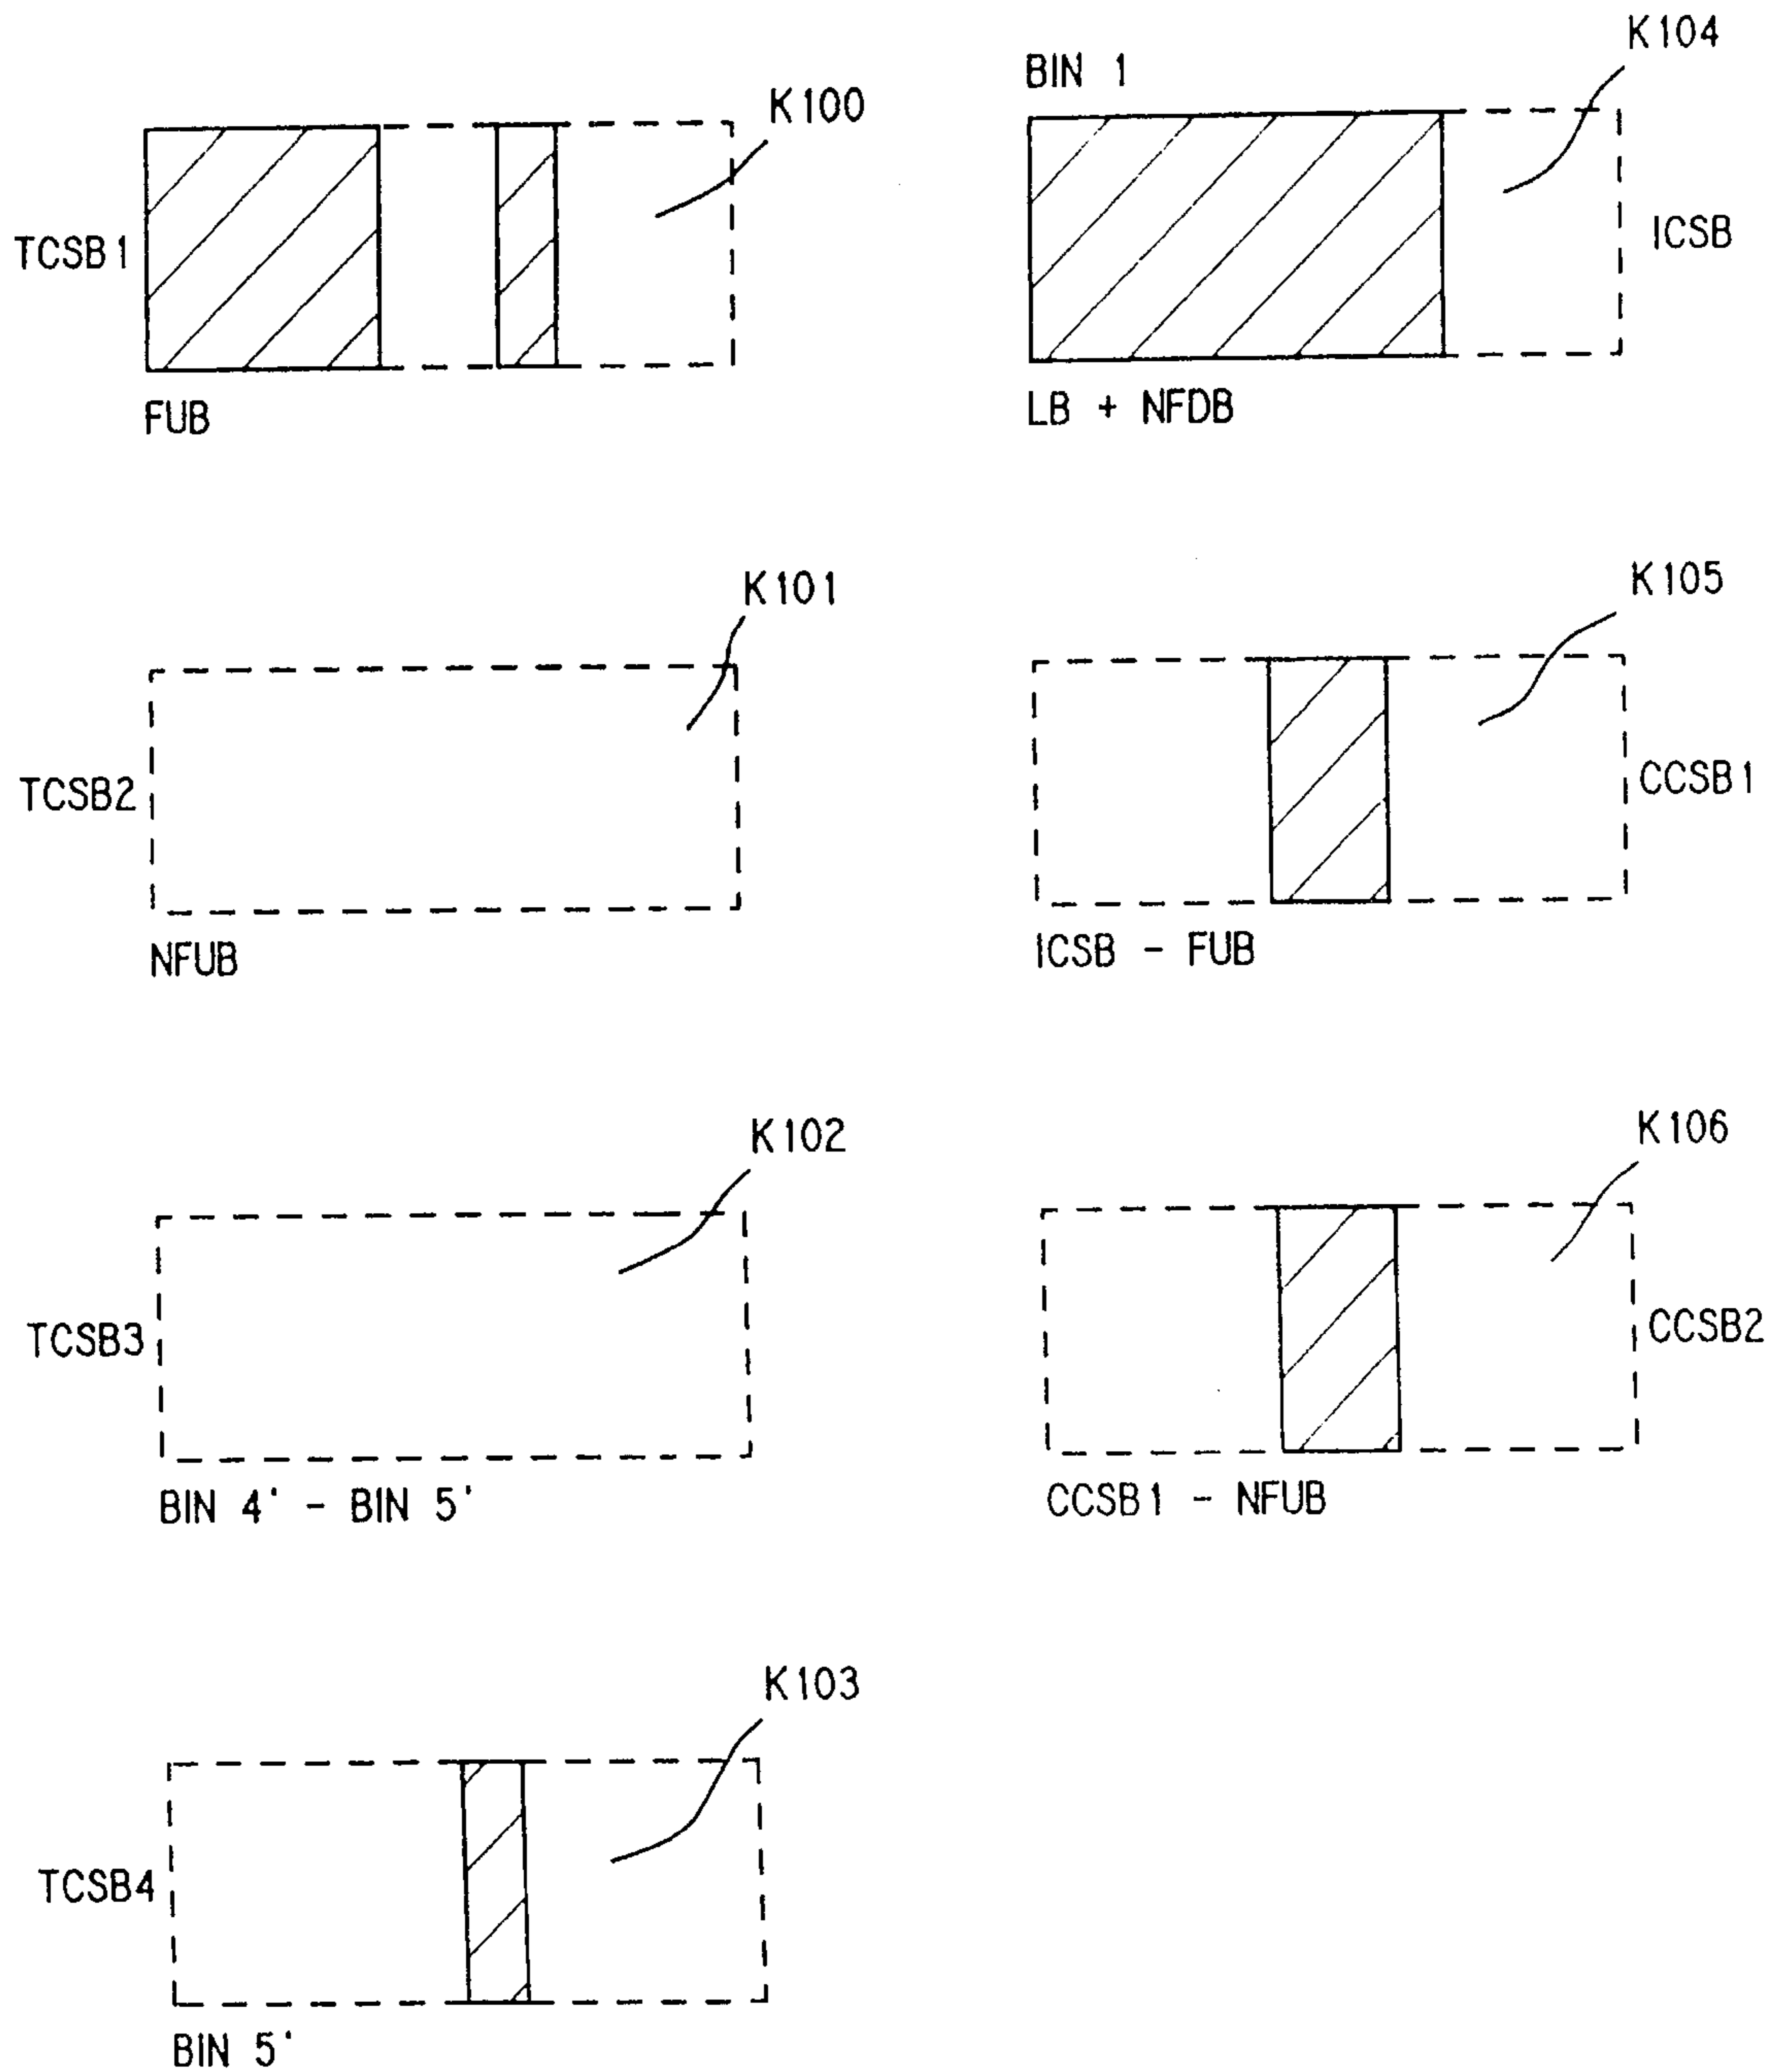 K100
TCSB1
FUB
BIN 1
K104
ICSB
LB + NFDB
K101
TCSB2
NFUB
K105
CCSB1
ICSB - FUB
K102
TCSB3
BIN 4' - BIN 5'
K106
CCSB2
CCSB1 - NFUB
K103
TCSB4
BIN 5'